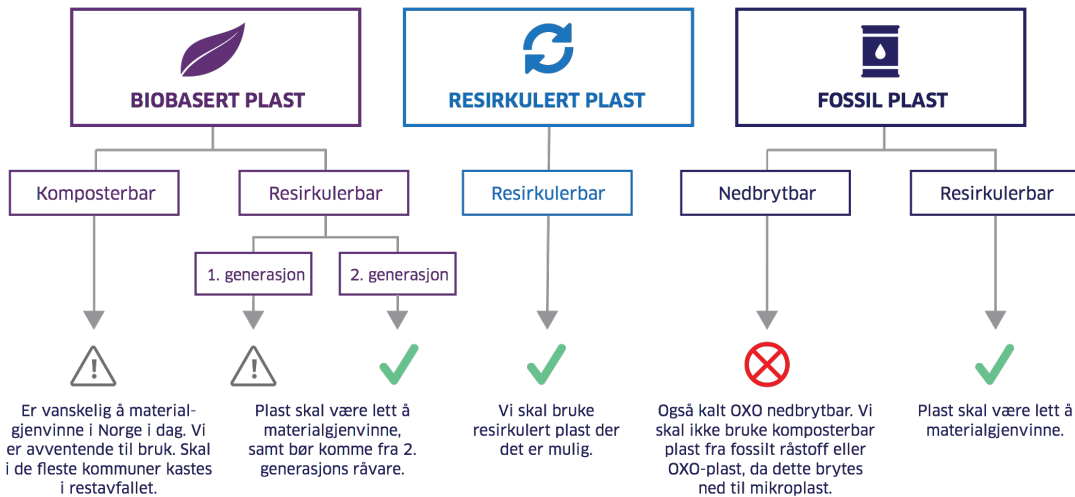 BIOBASERT PLAST
RESIRKULERT PLAST
FOSSIL PLAST
Komposterbar
Resirkulerbar
Resirkulerbar
Nedbrytbar
Resirkulerbar
1. generasjon
2. generasjon
Er vanskelig å material-
gjenvinne i Norge i dag. Vi
er avventende til bruk. Skal
i de fleste kommuner kastes
i restavfallet.
Plast skal være lett å
materialgjenvinne,
samt bør komme fra 2.
generasjons råvare.
Vi skal bruke
resirkulert plast der
det er mulig.
Også kalt OXO nedbrytbar. Vi
skal ikke bruke komposterbar
plast fra fossilt råstoff eller
OXO-plast, da dette brytes
ned til mikroplast.
Plast skal være lett å
materialgjenvinne.